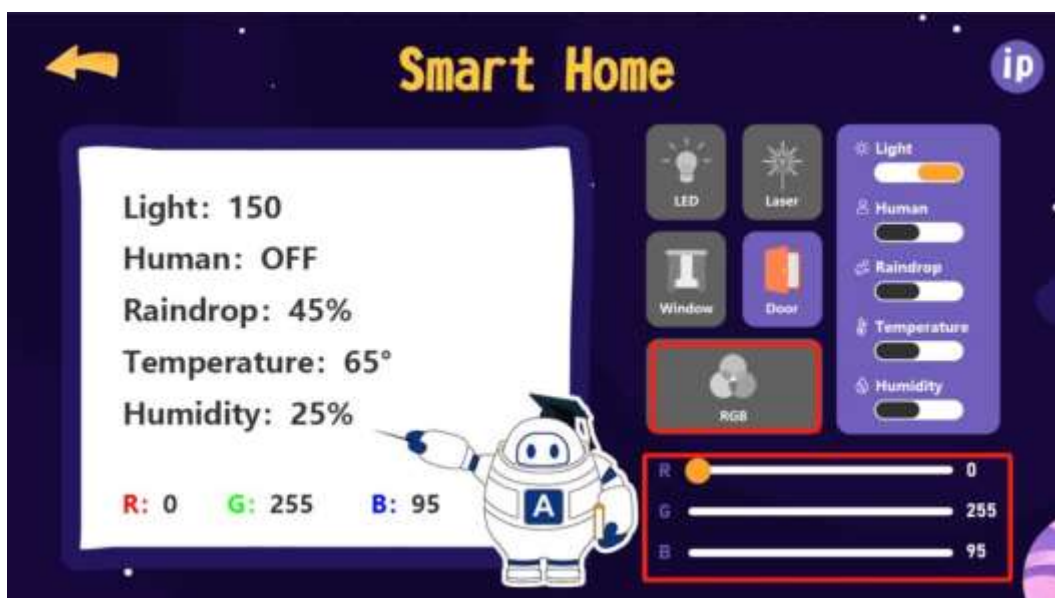 Smart Home
ip
Light: 150
Human: OFF
Raindrop: 45%
Temperature: 65°
Humidity: 25%
R: 0 G: 255 B: 95
A
LED
Laser
Window
Door
RGB
Light
Human
Raindrop
Temperature
Humidity
R 0
G 255
B 95